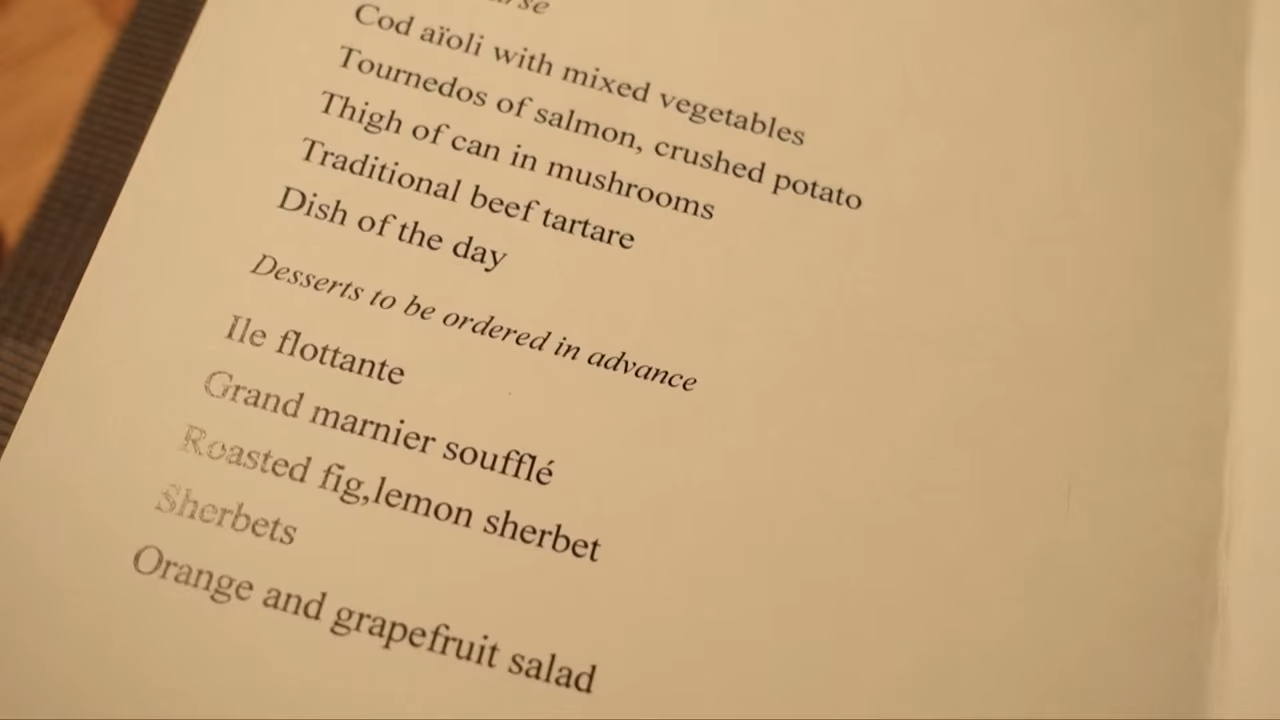 Cod aïoli with mixed vegetables
Tournedos of salmon, crushed potato
Thigh of can in mushrooms
Traditional beef tartare
Dish of the day
Desserts to be ordered in advance
Ile flottante
Grand marnier soufflé
Roasted fig,lemon sherbet
Sherbets
Orange and grapefruit salad